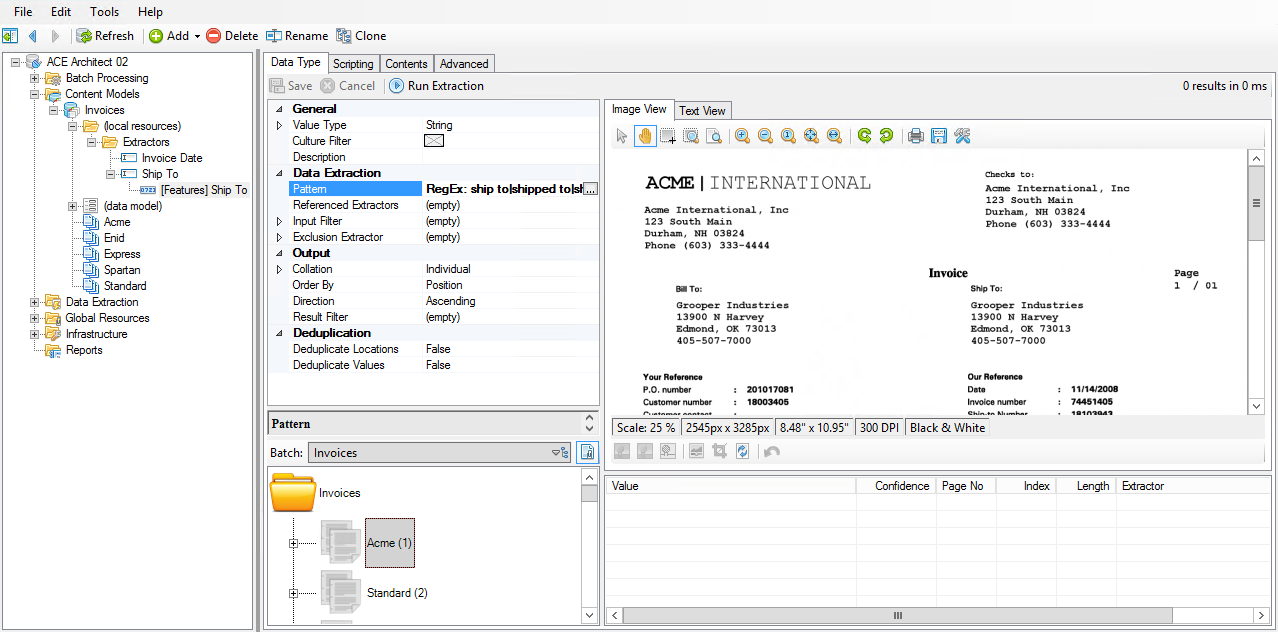 File Edit Tools Help
Refresh Add Delete Rename Clone
ACE Architect 02
Batch Processing
Content Models
Invoices
(local resources)
Extractors
Invoice Date
Ship To
[Features] Ship To
(data model)
Acme
Enid
Express
Spartan
Standard
Data Extraction
Global Resources
Infrastructure
Reports
Data Type Scripting Contents Advanced
Save Cancel Run Extraction 0 results in 0 ms
General
Value Type String
Culture Filter
Description
Data Extraction
Pattern RegEx: ship to|shipped to|sh ...
Referenced Extractors (empty)
Input Filter (empty)
Exclusion Extractor (empty)
Output
Collation Individual
Order By Position
Direction Ascending
Result Filter (empty)
Deduplication
Deduplicate Locations False
Deduplicate Values False
Pattern
Batch: Invoices
Invoices
Acme (1)
Standard (2)
Image View Text View
ACME | INTERNATIONAL
Acme International, Inc
123 South Main
Durham, NH 03824
Phone (603) 333-4444
Checks to:
Acme International, Inc
123 South Main
Durham, NH 03824
Phone (603) 333-4444
Invoice
Page
1 / 01
Bill To:
Grooper Industries
13900 N Harvey
Edmond, OK 73013
405-507-7000
Ship To:
Grooper Industries
13900 N Harvey
Edmond, OK 73013
405-507-7000
Your Reference
P.O. number : 201017081
Customer number : 18003405
Customer contact :
Our Reference
Date : 11/14/2008
Invoice number : 74451405
Ship-to Number : 18103943
Scale: 25 % 2545px x 3285px 8.48" x 10.95" 300 DPI Black & White
Value Confidence Page No Index Length Extractor